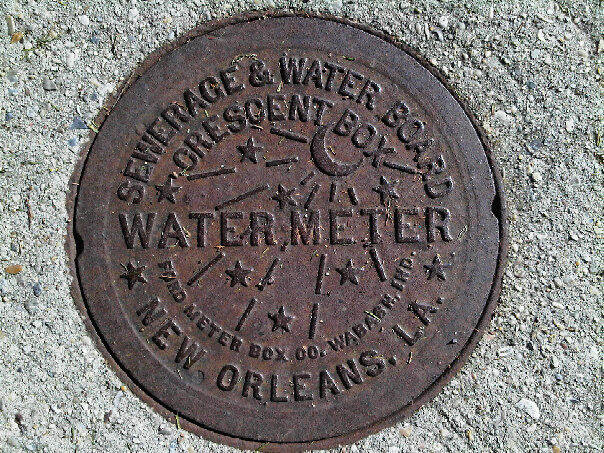 SEWERAGE & WATER BOARD
CRESCENT BOX
WATER METER
FORD METER BOX CO. WABASH, IND.
NEW ORLEANS, LA.